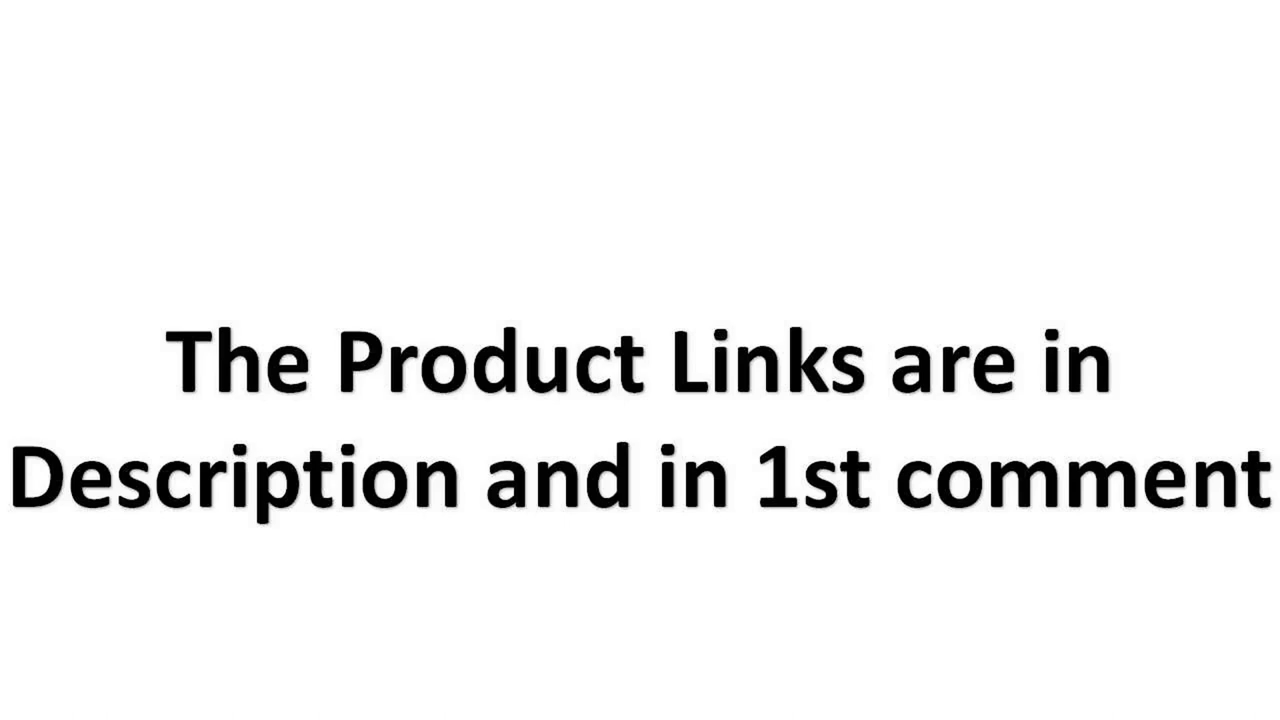 The Product Links are in
Description and in 1st comment